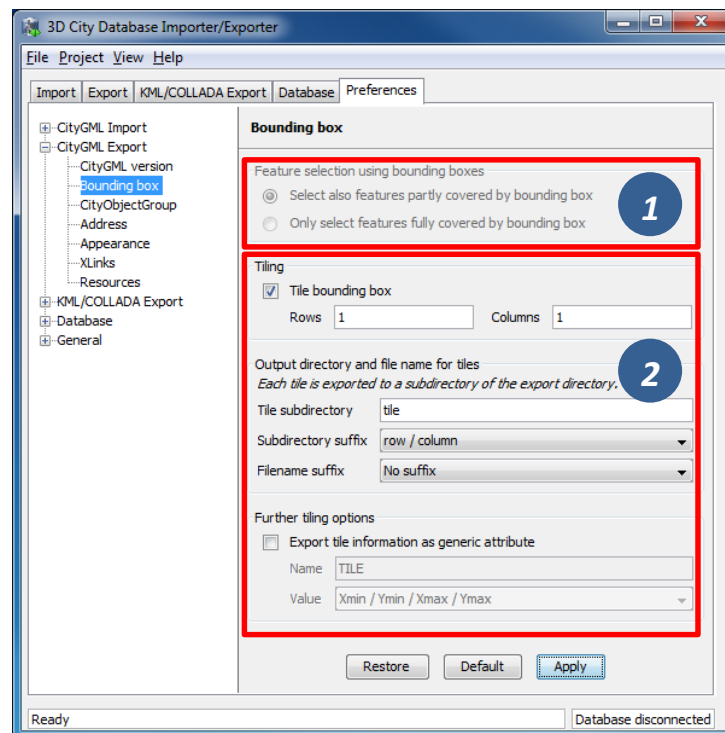 3D City Database Importer/Exporter
File Project View Help
Import Export KML/COLLADA Export Database Preferences
CityGML Import
CityGML Export
CityGML version
Bounding box
CityObjectGroup
Address
Appearance
XLinks
Resources
KML/COLLADA Export
Database
General
Bounding box
Feature selection using bounding boxes
Select also features partly covered by bounding box
Only select features fully covered by bounding box
1
Tiling
Tile bounding box
Rows 1 Columns 1
Output directory and file name for tiles
Each tile is exported to a subdirectory of the export directory.
2
Tile subdirectory tile
Subdirectory suffix row / column
Filename suffix No suffix
Further tiling options
Export tile information as generic attribute
Name TILE
Value Xmin / Ymin / Xmax / Ymax
Restore Default Apply
Ready Database disconnected